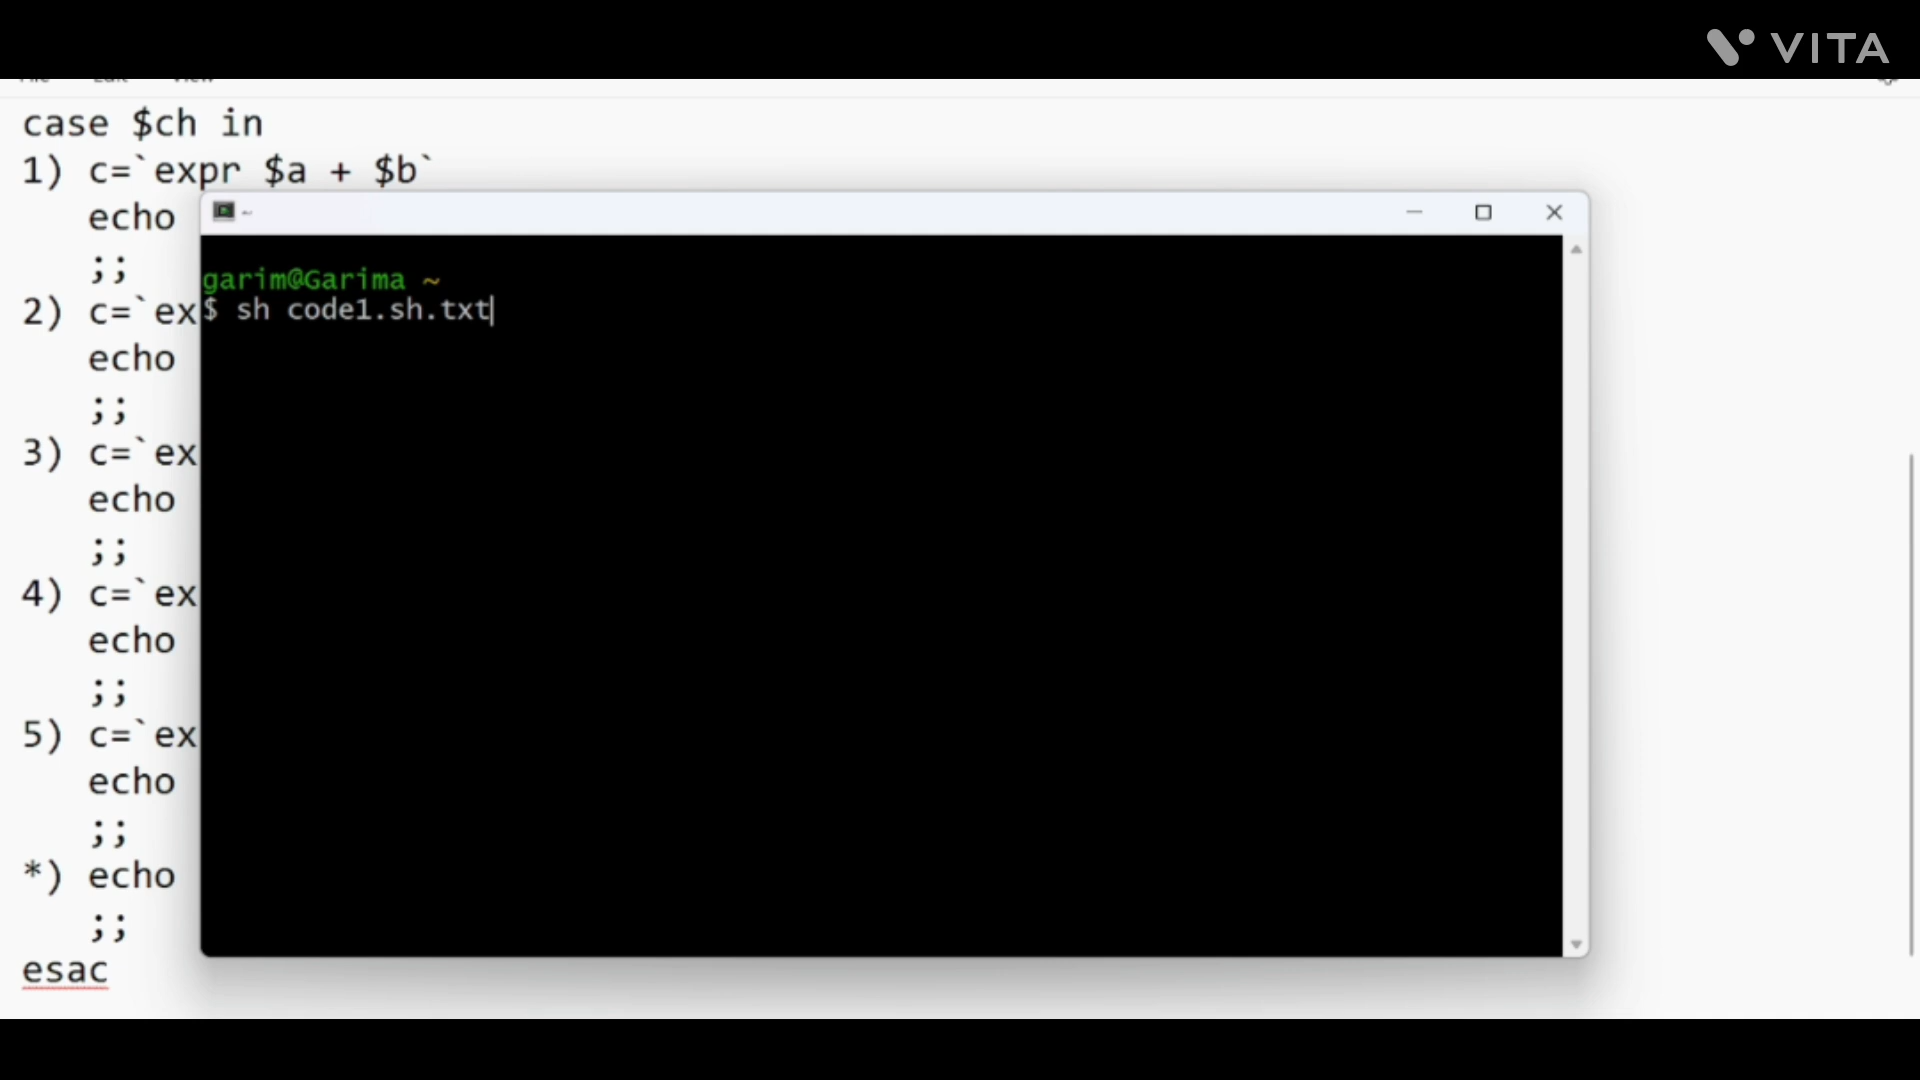 VITA
case $ch in
1) c=`expr $a + $b`
echo
;;
2) c=`ex
echo
;;
3) c=`ex
echo
;;
4) c=`ex
echo
;;
5) c=`ex
echo
;;
*) echo
;;
esac
~
garim@Garima ~
$ sh code1.sh.txt